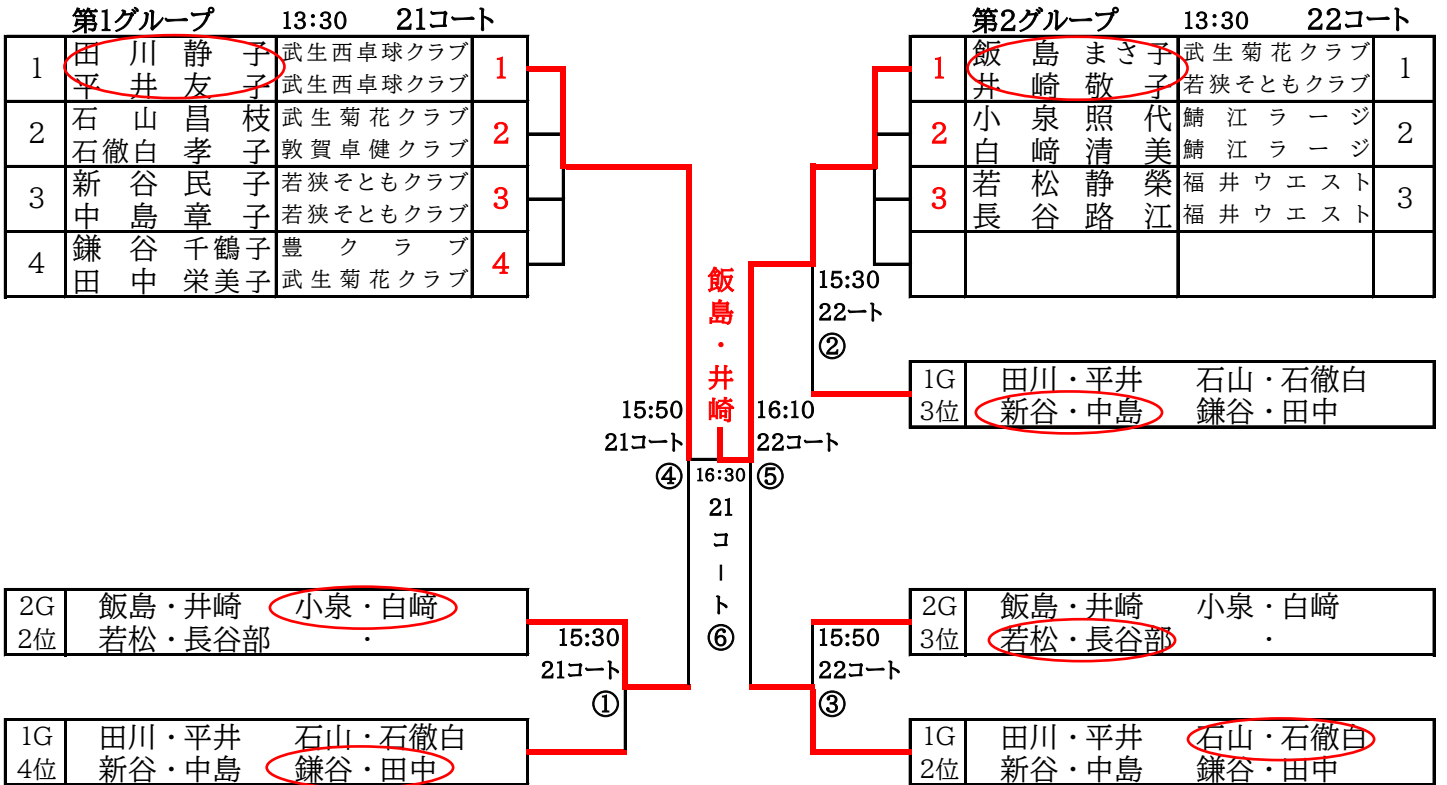 第1グループ 13:30 21コート
1 田川静子 武生西卓球クラブ 1
平井友子 武生西卓球クラブ
2 石山昌枝 武生菊花クラブ 2
石徹白孝子 敦賀卓健クラブ
3 新谷民子 若狭そともクラブ 3
中島章子 若狭そともクラブ
4 鎌谷千鶴子 豊クラブ 4
田中栄美子 武生菊花クラブ
第2グループ 13:30 22コート
1 飯島まさ子 武生菊花クラブ 1
井崎敬子 若狭そともクラブ
2 小泉照代 鯖江ラージ 2
白﨑清美 鯖江ラージ
3 若松静榮 福井ウエスト 3
長谷路江 福井ウエスト
飯島・井崎
15:30
22ート
②
1G 田川・平井 石山・石徹白
3位 新谷・中島 鎌谷・田中
15:50
21コート
④
16:10
22コート
⑤
16:30
21コート
⑥
2G 飯島・井崎 小泉・白﨑
2位 若松・長谷部 ・
15:30
21コート
①
1G 田川・平井 石山・石徹白
4位 新谷・中島 鎌谷・田中
2G 飯島・井崎 小泉・白﨑
3位 若松・長谷部 ・
15:50
22コート
③
1G 田川・平井 石山・石徹白
2位 新谷・中島 鎌谷・田中